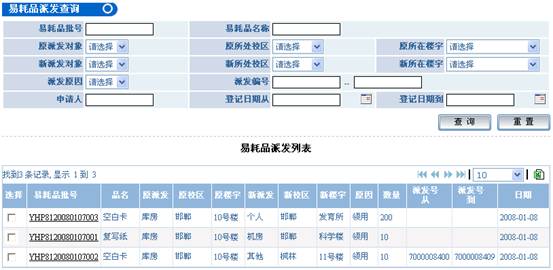 易耗品派发查询
易耗品批号 易耗品名称
原派发对象 请选择 原所处校区 请选择 原所在楼宇 请选择
新派发对象 请选择 新所处校区 请选择 新所在楼宇 请选择
派发原因 请选择 派发编号 ..
申请人 登记日期从 登记日期到
查 询 重 置
易耗品派发列表
找到3 条记录, 显示 1 到 3 10
选择 易耗品批号 品名 原派发 原校区 原楼宇 新派发 新校区 新楼宇 原因 数量 派发号从 派发号到 日期
YHP8120080107003 空白卡 库房 邯郸 10号楼 个人 邯郸 发育所 领用 200 2008-01-08
YHP8120080107001 复写纸 库房 邯郸 10号楼 机房 邯郸 科学楼 领用 10 2008-01-08
YHP8120080107002 空白卡 库房 邯郸 10号楼 其他 枫林 11号楼 领用 10 7000008400 7000008409 2008-01-08